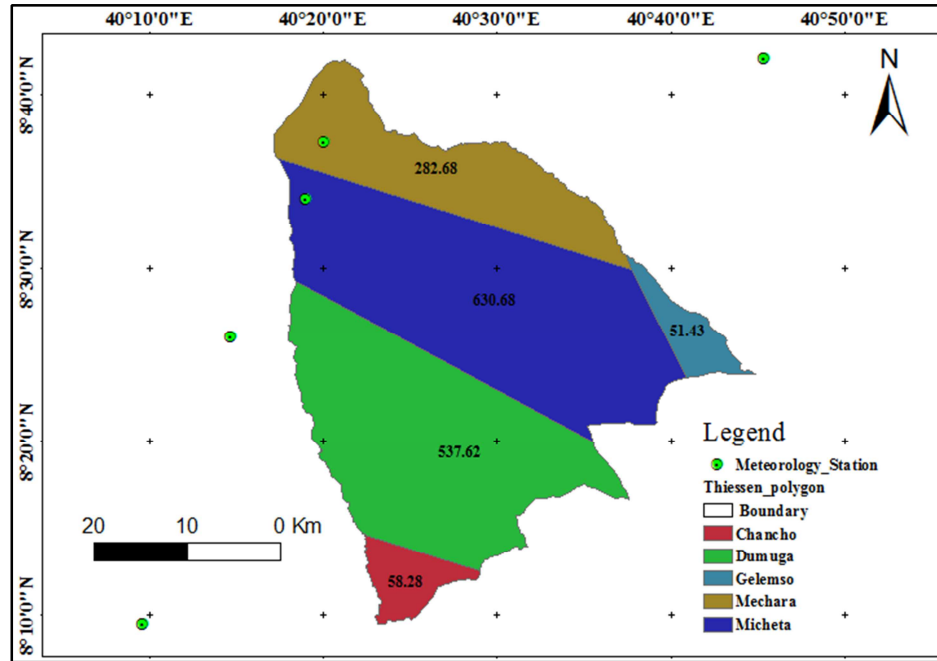 40°10'0"E 40°20'0"E 40°30'0"E 40°40'0"E 40°50'0"E
N
8°40'0"N
282.68
8°30'0"N
630.68
51.43
8°20'0"N
537.62
Legend
Meteorology_Station
Thiessen_polygon
Boundary
20 10 0 Km
Chancho
Dumuga
58.28
Gelemso
Mechara
8°10'0"N
Micheta